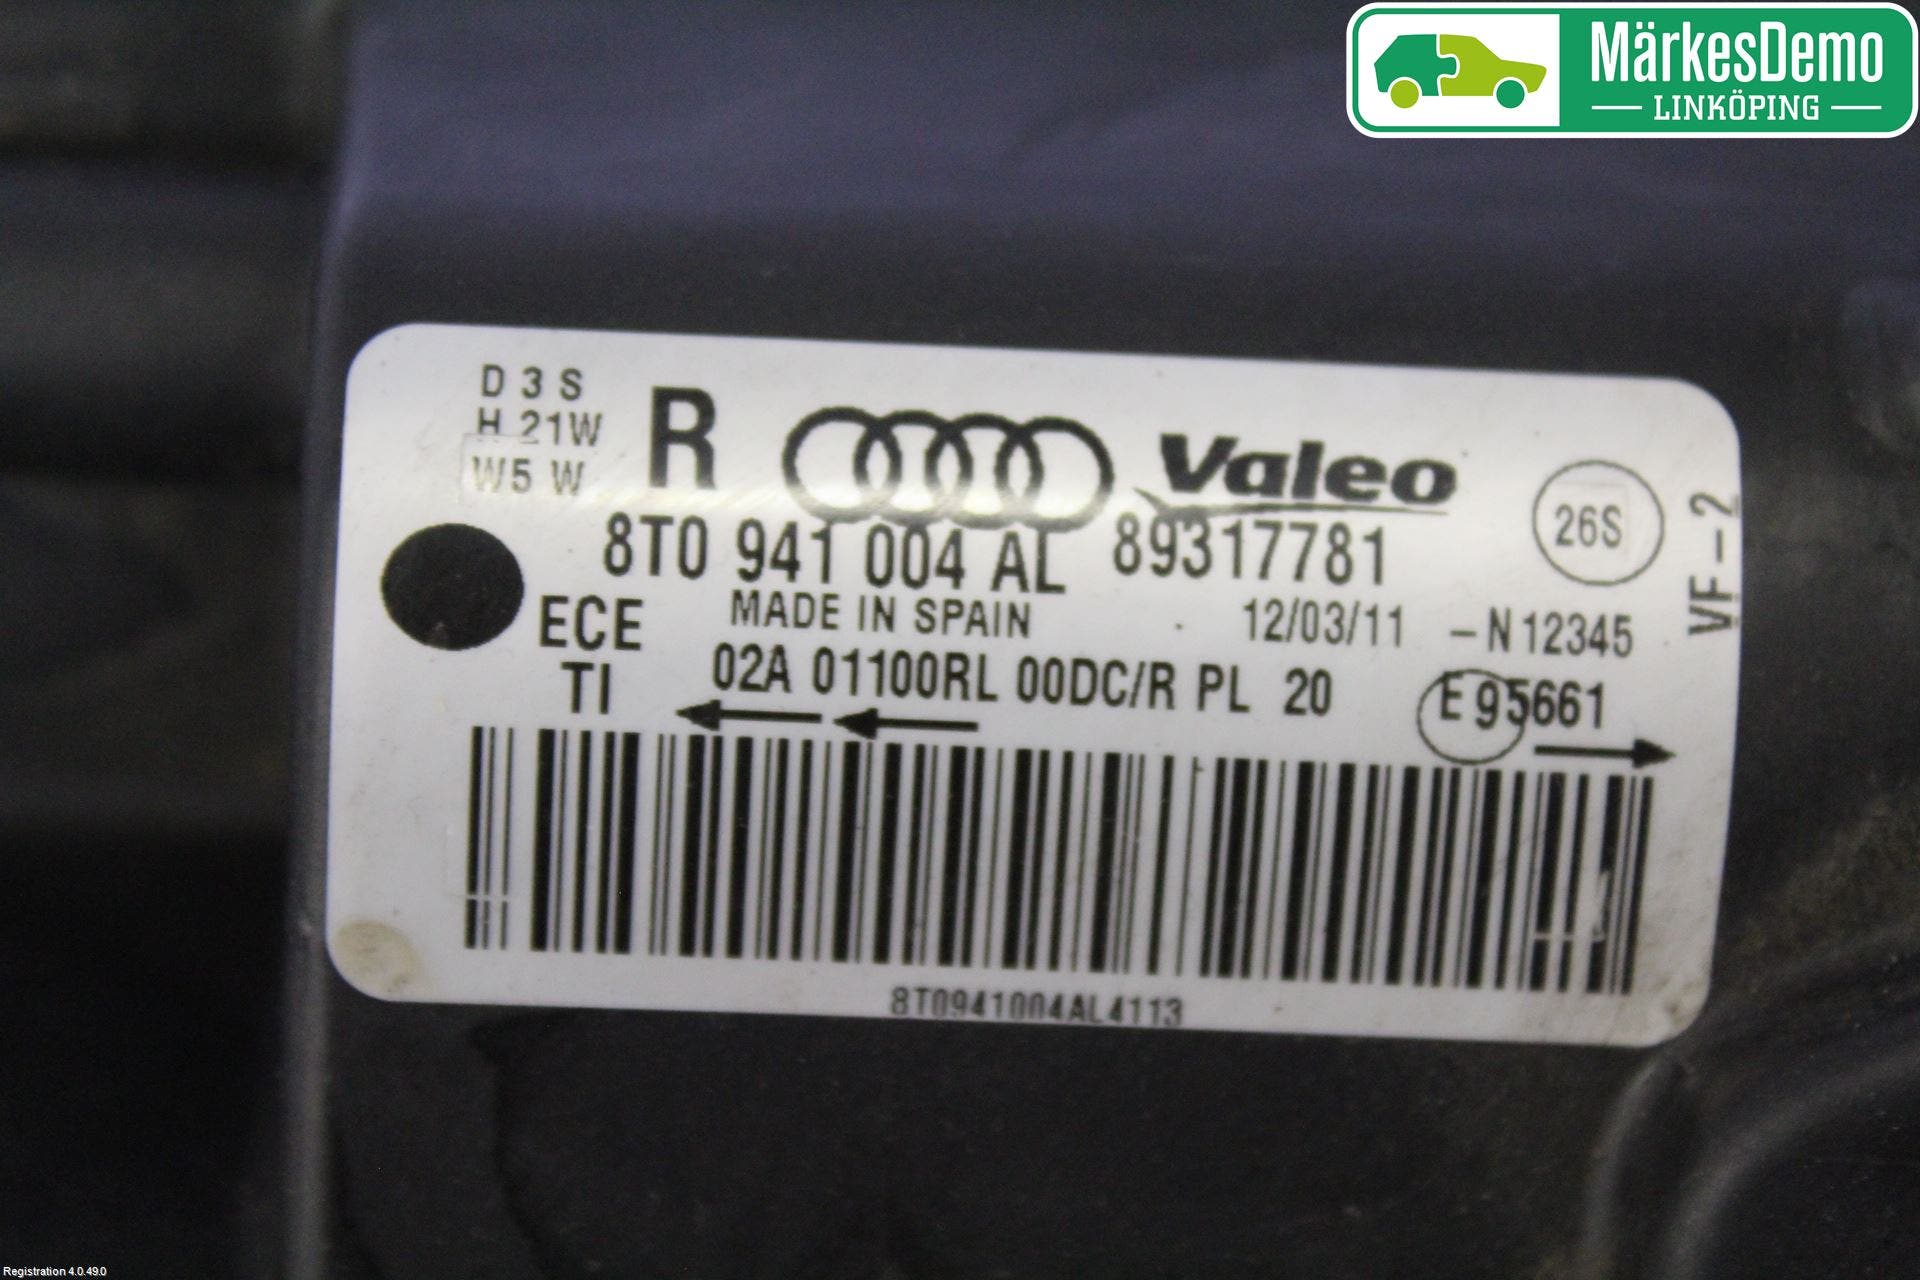 MärkesDemo
LINKÖPING
D 3 S
H 21W
W5 W
R
Valeo
26S
VF-2
8T0 941 004 AL 89317781
MADE IN SPAIN 12/03/11 -N12345
ECE
TI
02A 01100RL 00DC/R PL 20 E95661
8T0941004AL4113
Registration 4.0.49.0